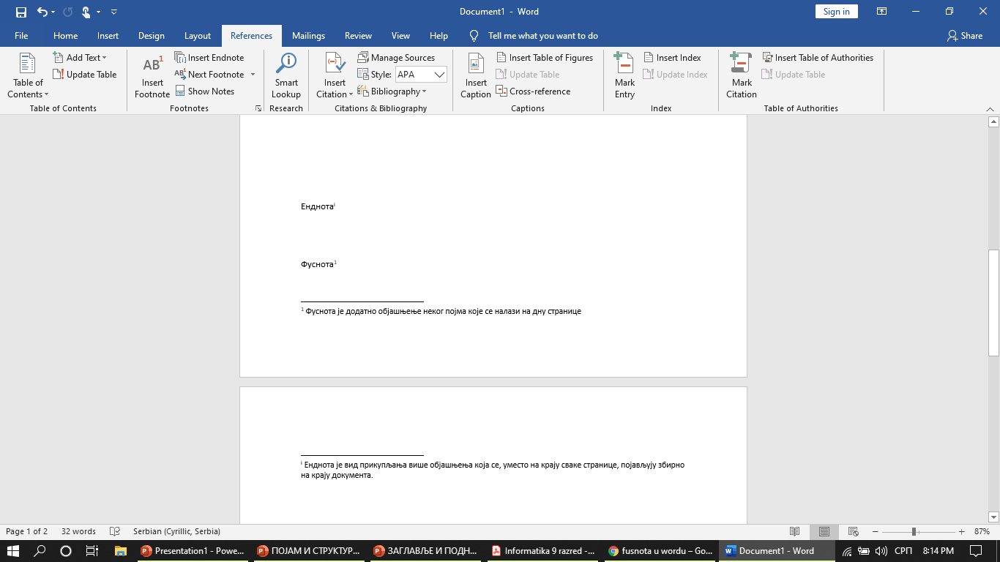 Document1 - Word
Sign in
File Home Insert Design Layout References Mailings Review View Help Tell me what you want to do Share
Table of Contents
Add Text
Update Table
Table of Contents
AB1
Insert Footnote
Insert Endnote
Next Footnote
Show Notes
Footnotes
Smart Lookup
Research
Insert Citation
Manage Sources
Style: APA
Bibliography
Citations & Bibliography
Insert Caption
Insert Table of Figures
Update Table
Cross-reference
Captions
Mark Entry
Insert Index
Update Index
Index
Mark Citation
Insert Table of Authorities
Update Table
Table of Authorities
Енднотаi
Фуснота1
1 Фуснота је додатно објашњење неког појма које се налази на дну странице
i Енднота је вид прикупљања више објашњења која се, уместо на крају сваке странице, појављују збирно
на крају документа.
Page 1 of 2 32 words Serbian (Cyrillic, Serbia) 87%
Presentation1 - Powe... ПОЈАМ И СТРУКТУР... ЗАГЛАВЉЕ И ПОДН... Informatika 9 razred -... fusnota u wordu – Go... Document1 - Word СРП 8:14 PM